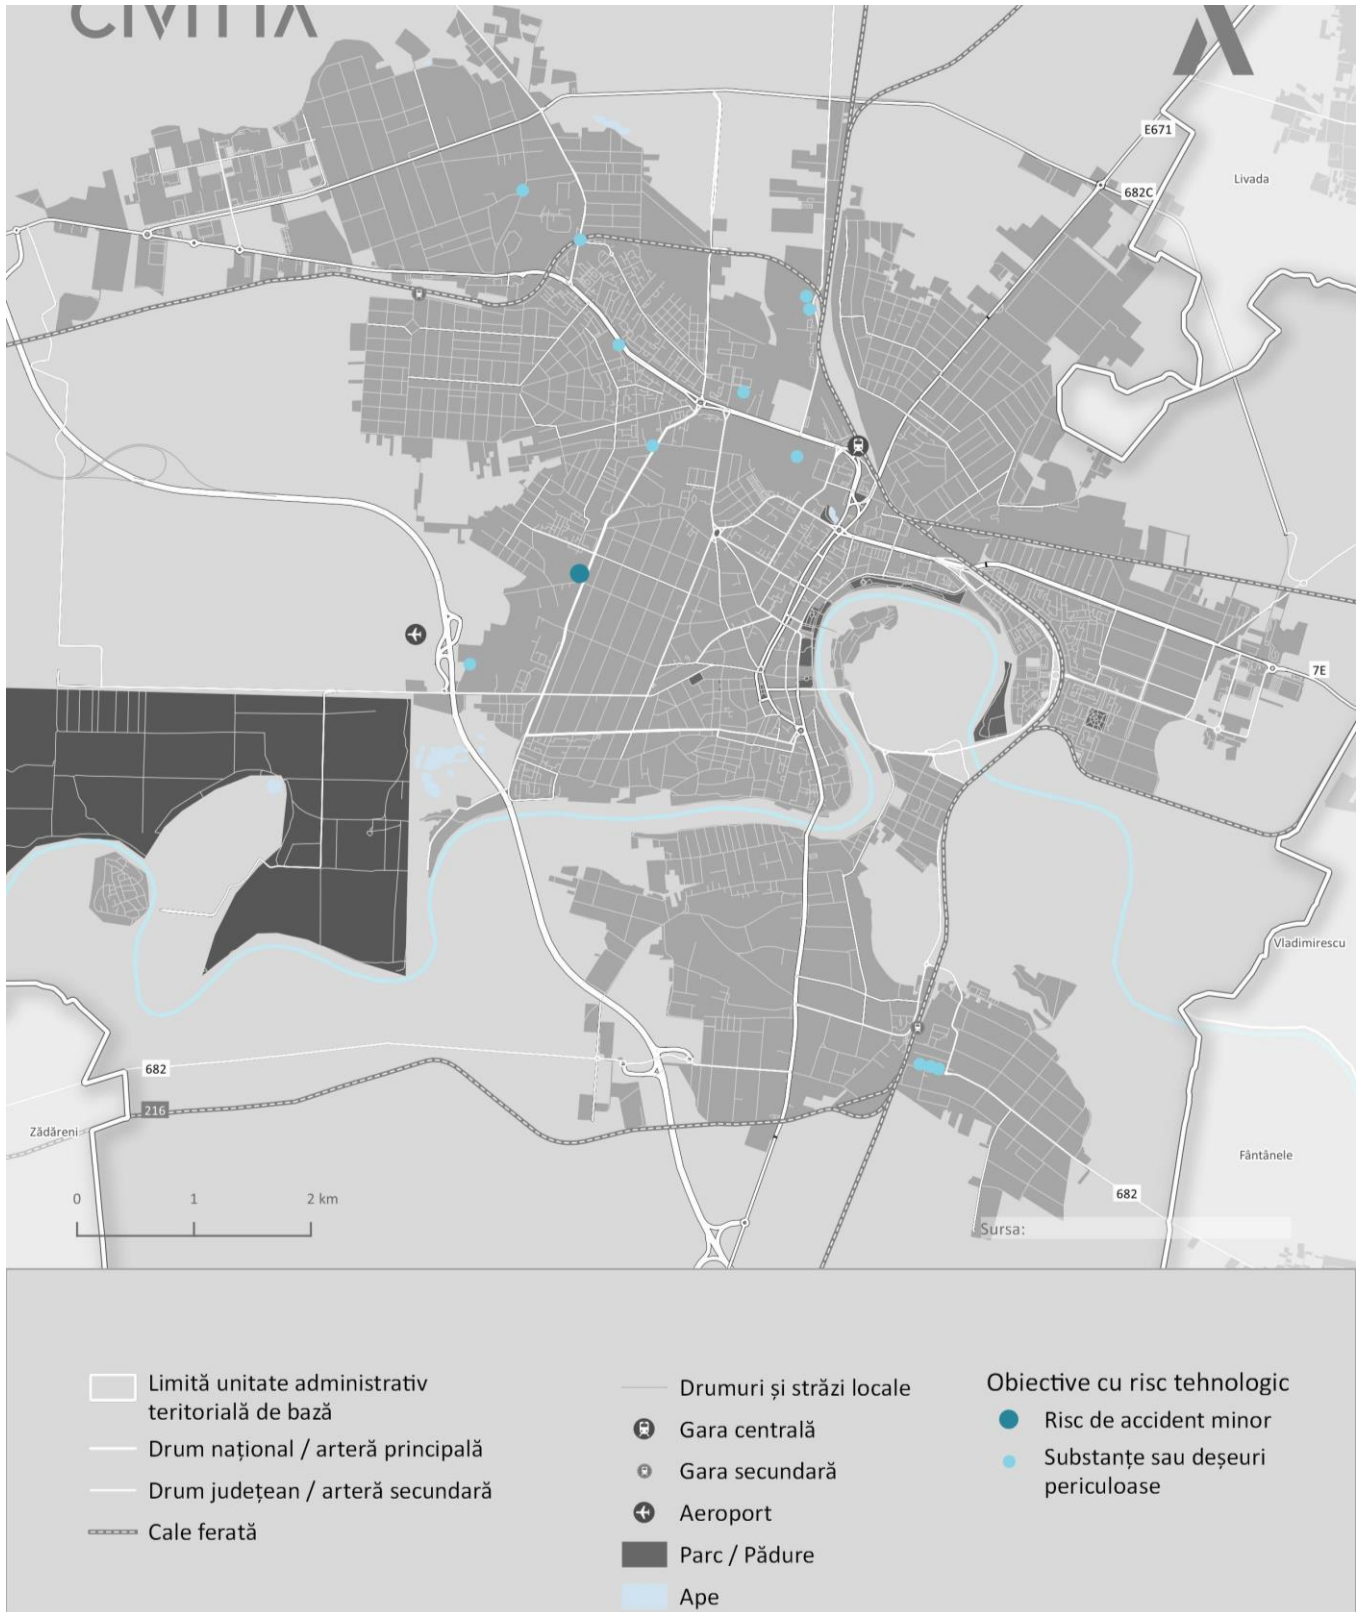 CIVITTA
E671
Livada
682C
7E
Vladimirescu
682
216
Zădăreni
Fântânele
0 1 2 km
682
Sursa:
Limită unitate administrativ
teritorială de bază
Drum național / arteră principală
Drum județean / arteră secundară
Cale ferată
Drumuri și străzi locale
Gara centrală
Gara secundară
Aeroport
Parc / Pădure
Ape
Obiective cu risc tehnologic
Risc de accident minor
Substanțe sau deșeuri
periculoase